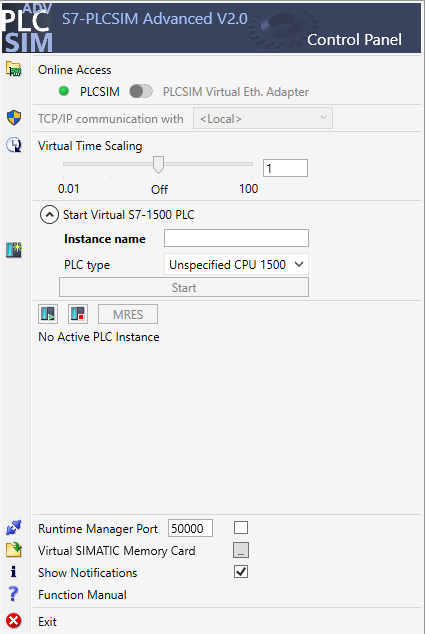 ADV
PLC
SIM
S7-PLCSIM Advanced V2.0
Control Panel
Online Access
PLCSIM PLCSIM Virtual Eth. Adapter
TCP/IP communication with <Local>
Virtual Time Scaling
1
0.01 Off 100
Start Virtual S7-1500 PLC
Instance name
PLC type Unspecified CPU 1500
Start
MRES
No Active PLC Instance
Runtime Manager Port 50000
Virtual SIMATIC Memory Card ...
Show Notifications
Function Manual
Exit